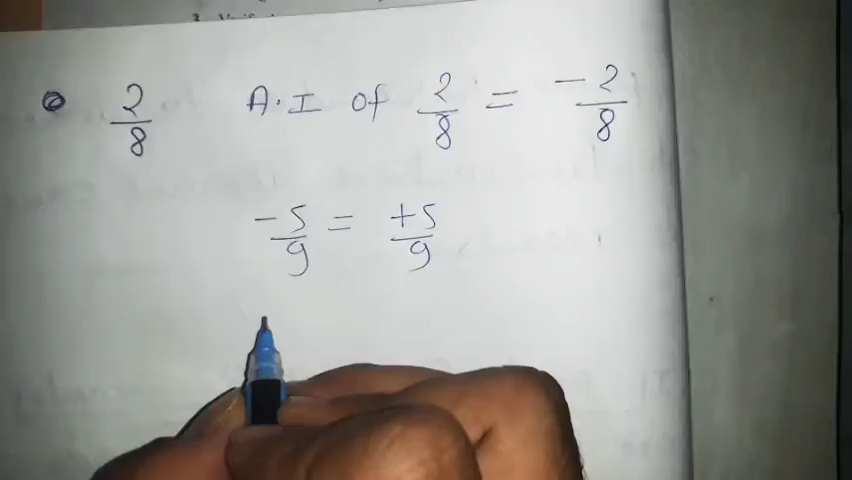 2/8 A.I of 2/8 = -2/8
-5/9 = +5/9